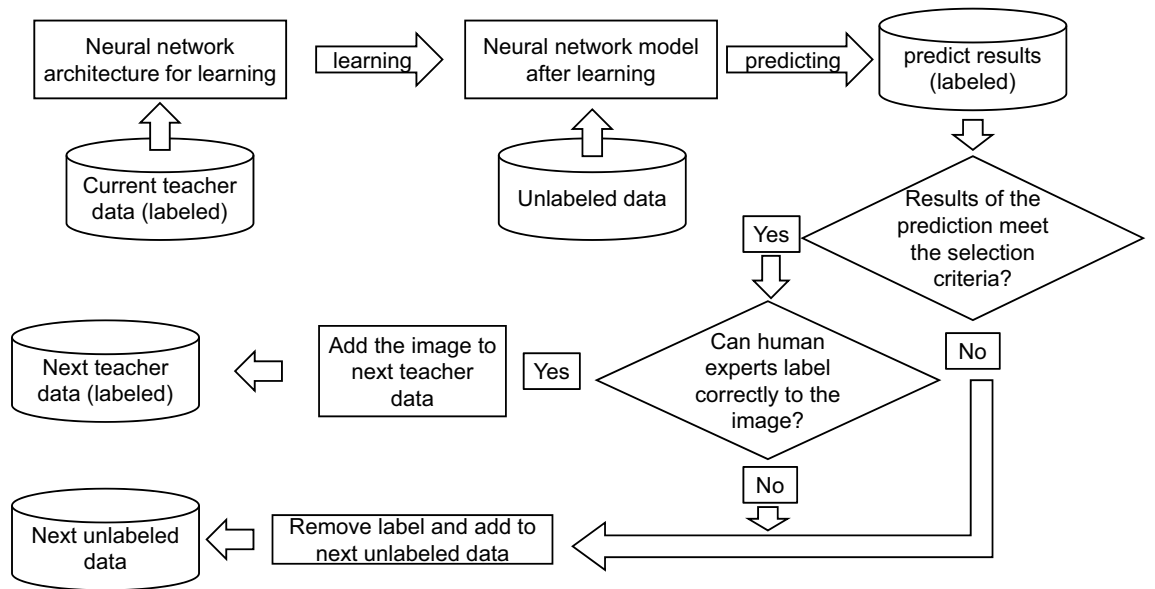 Neural network
architecture for learning
learning
Neural network model
after learning
predicting
predict results
(labeled)
Current teacher
data (labeled)
Unlabeled data
Results of the
prediction meet
the selection
criteria?
Yes
No
Can human
experts label
correctly to the
image?
Yes
Add the image to
next teacher
data
Next teacher
data (labeled)
No
Remove label and add to
next unlabeled data
Next unlabeled
data